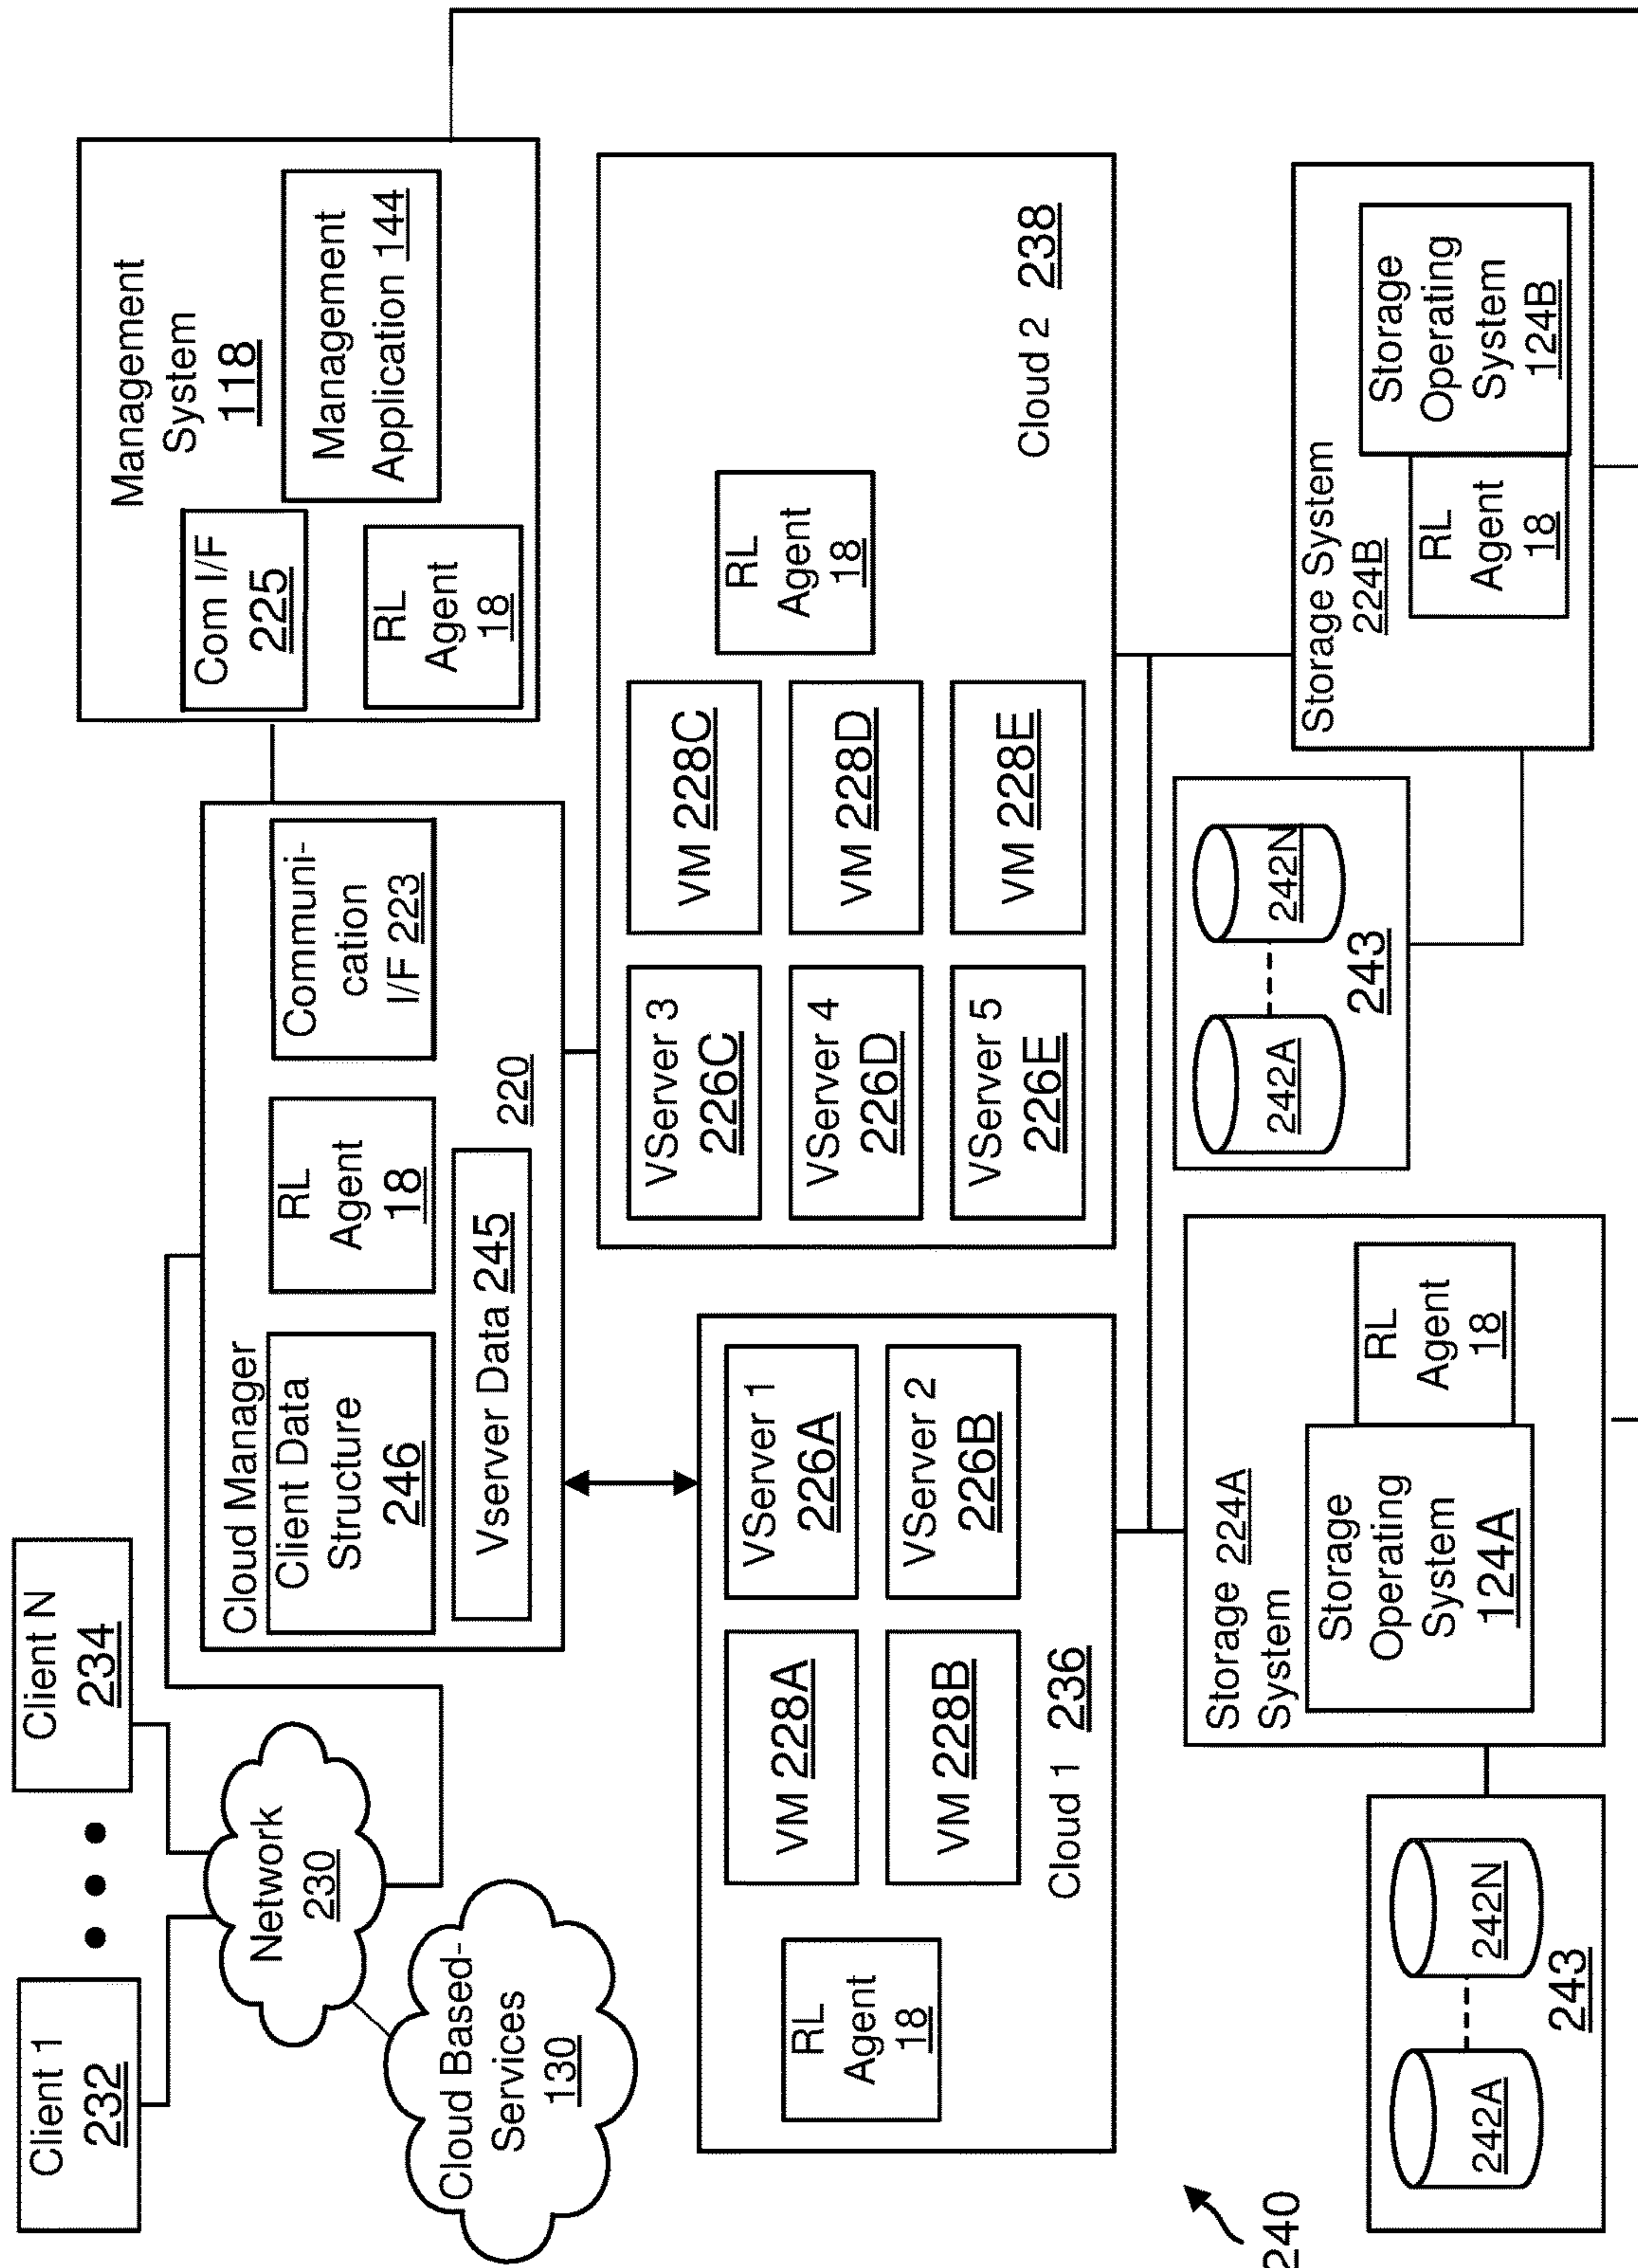 Client 1
232
Client N
234
Network
230
Cloud Based-
Services
130
Cloud Manager
Client Data
Structure
246
RL
Agent
18
Communi-
cation
I/F 223
Vserver Data 245
220
Management
System
118
Com I/F
225
Management
Application 144
RL
Agent
18
RL
Agent
18
VM 228A
VServer 1
226A
VM 228B
VServer 2
226B
Cloud 1 236
VServer 3
226C
VM 228C
VServer 4
226D
VM 228D
VServer 5
226E
VM 228E
RL
Agent
18
Cloud 2 238
240
242A
242N
243
Storage 224A
System
Storage
Operating
System
124A
RL
Agent
18
242A
242N
243
Storage System
224B
RL
Agent
18
Storage
Operating
System
124B